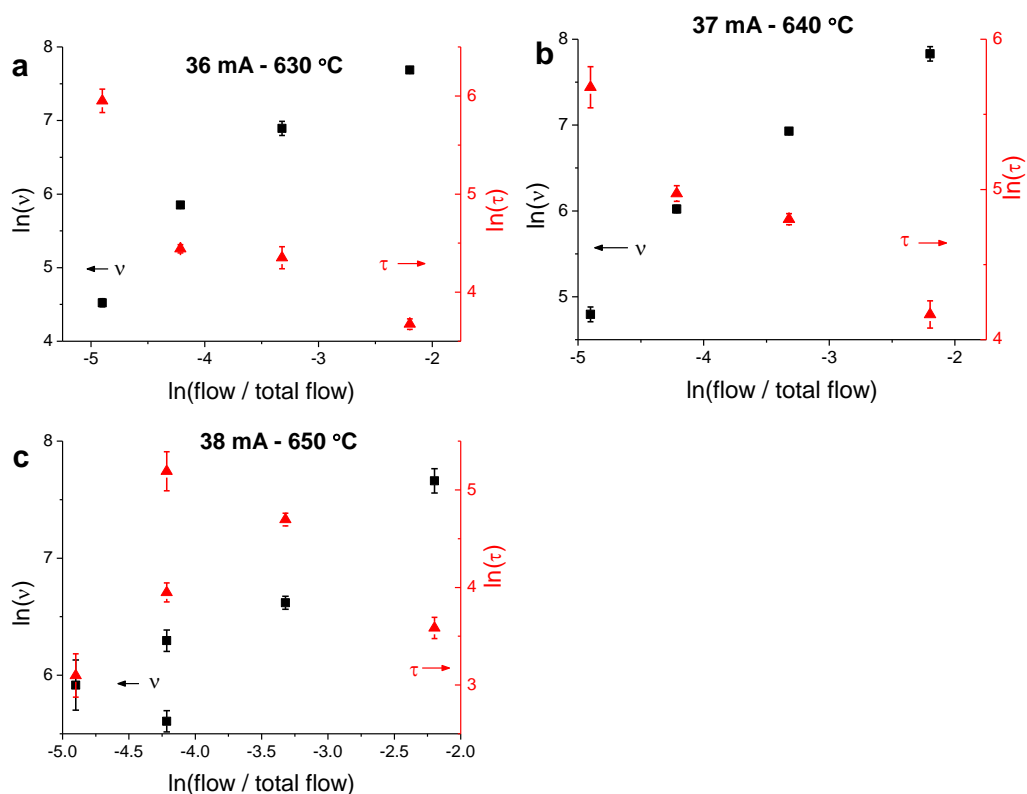 a
36 mA - 630 °C
8
7
6
5
4
ln(ν)
6
5
4
ln(τ)
ν
τ
-5
-4
-3
-2
ln(flow / total flow)
b
37 mA - 640 °C
8
7
6
5
ln(ν)
6
5
4
ln(τ)
ν
τ
-5
-4
-3
-2
ln(flow / total flow)
c
38 mA - 650 °C
8
7
6
ln(ν)
5
4
3
ln(τ)
ν
τ
-5.0
-4.5
-4.0
-3.5
-3.0
-2.5
-2.0
ln(flow / total flow)